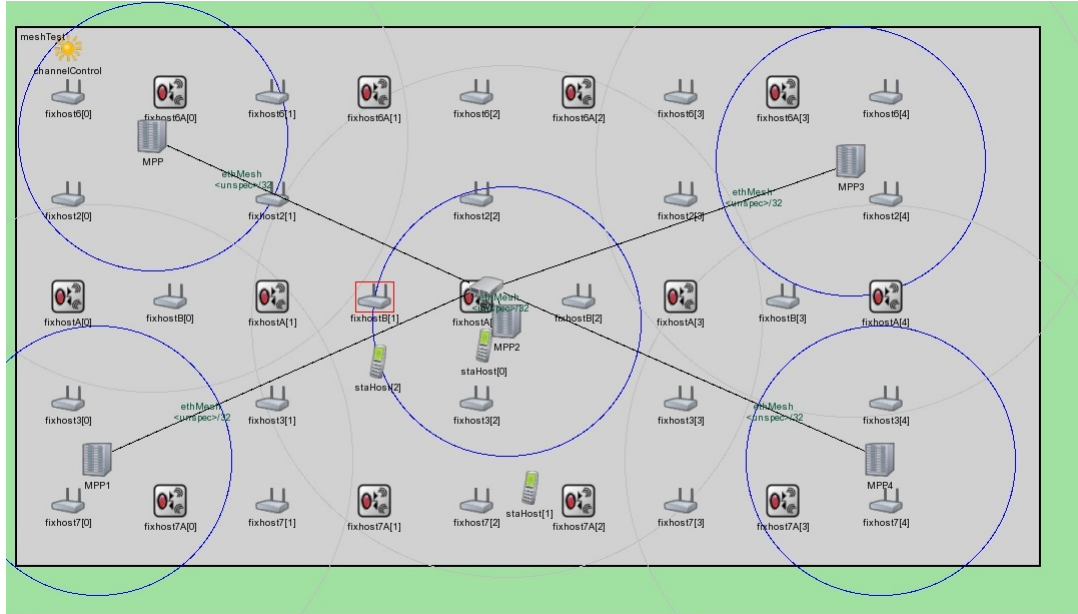 meshTest
channelControl
fixhost6[0]
fixhost6A[0]
fixhost6[1]
fixhost6A[1]
fixhost6[2]
fixhost6A[2]
fixhost6[3]
fixhost6A[3]
fixhost6[4]
MPP
MPP3
ethMesh
<unspec>/32
ethMesh
<unspec>/32
fixhost2[0]
fixhost2[1]
fixhost2[2]
fixhost2[3]
fixhost2[4]
fixhostA[0]
fixhostB[0]
fixhostA[1]
fixhostB[1]
fixhostA[
ethMesh
<unspec>/32
fixhostB[2]
fixhostA[3]
fixhostB[3]
fixhostA[4]
MPP2
staHost[0]
staHost[2]
fixhost3[0]
ethMesh
<unspec>/32
fixhost3[1]
fixhost3[2]
fixhost3[3]
ethMesh
<unspec>/32
fixhost3[4]
MPP1
MPP4
fixhost7[0]
fixhost7A[0]
fixhost7[1]
fixhost7A[1]
fixhost7[2]
staHost[1]
fixhost7A[2]
fixhost7[3]
fixhost7A[3]
fixhost7[4]